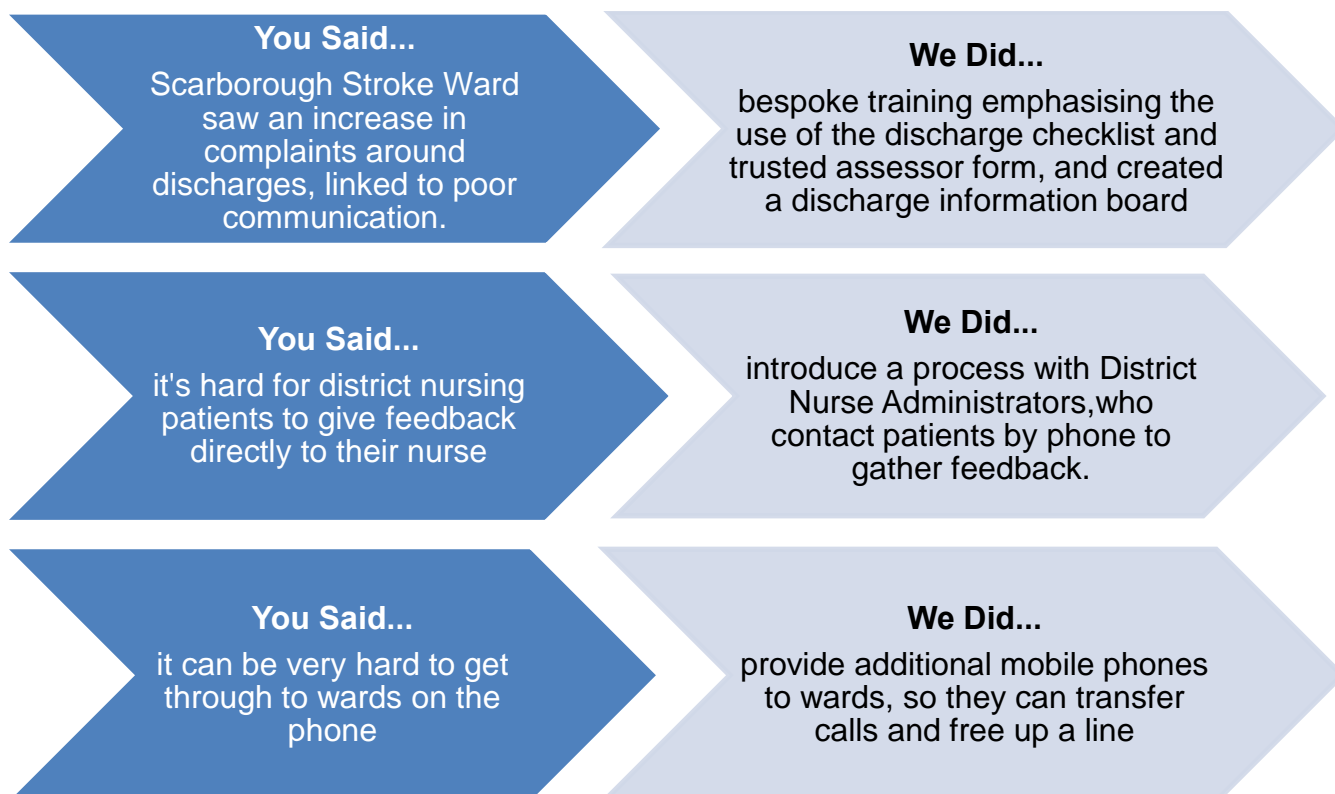 You Said...
Scarborough Stroke Ward
saw an increase in
complaints around
discharges, linked to poor
communication.
We Did...
bespoke training emphasising the
use of the discharge checklist and
trusted assessor form, and created
a discharge information board
You Said...
it's hard for district nursing
patients to give feedback
directly to their nurse
We Did...
introduce a process with District
Nurse Administrators,who
contact patients by phone to
gather feedback.
You Said...
it can be very hard to get
through to wards on the
phone
We Did...
provide additional mobile phones
to wards, so they can transfer
calls and free up a line